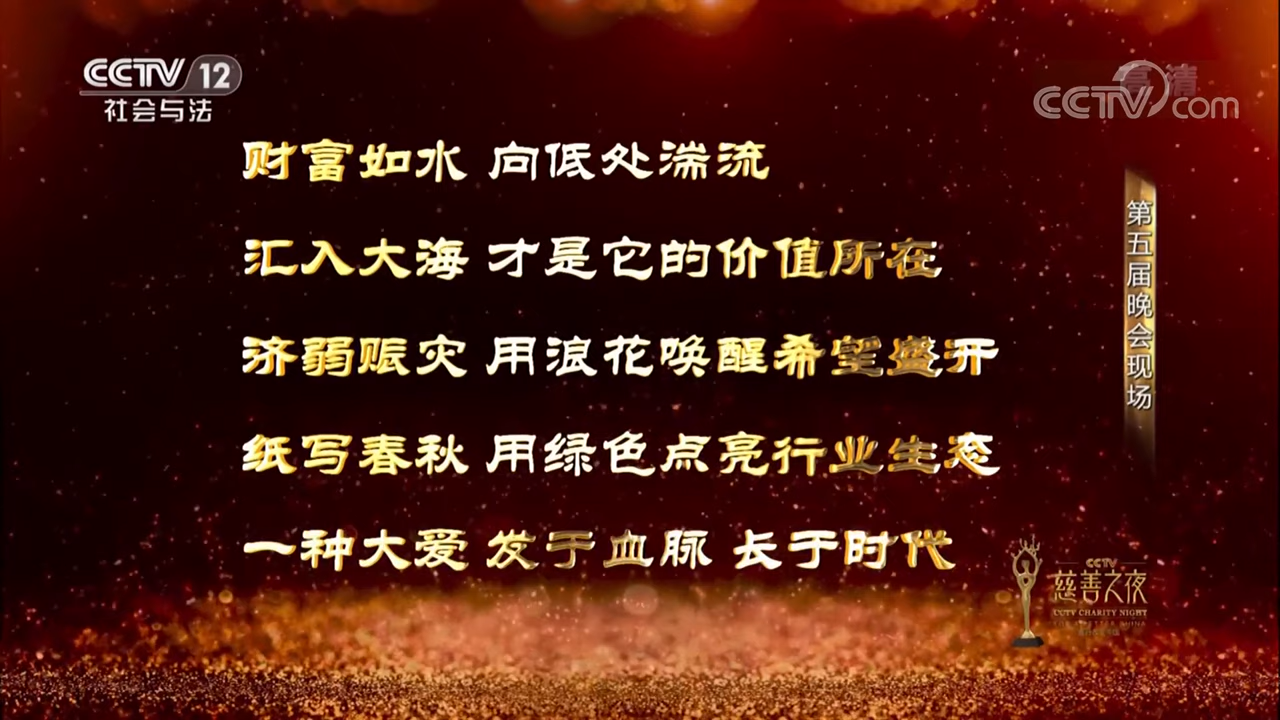 CCTV 12
社会与法
高清
CCTV.com
财富如水 向低处湍流
汇入大海 才是它的价值所在
济弱赈灾 用浪花唤醒希望盛开
纸写春秋 用绿色点亮行业生态
一种大爱 发于血脉 长于时代
第五届晚会现场
CCTV
慈善之夜
CCTV CHARITY NIGHT